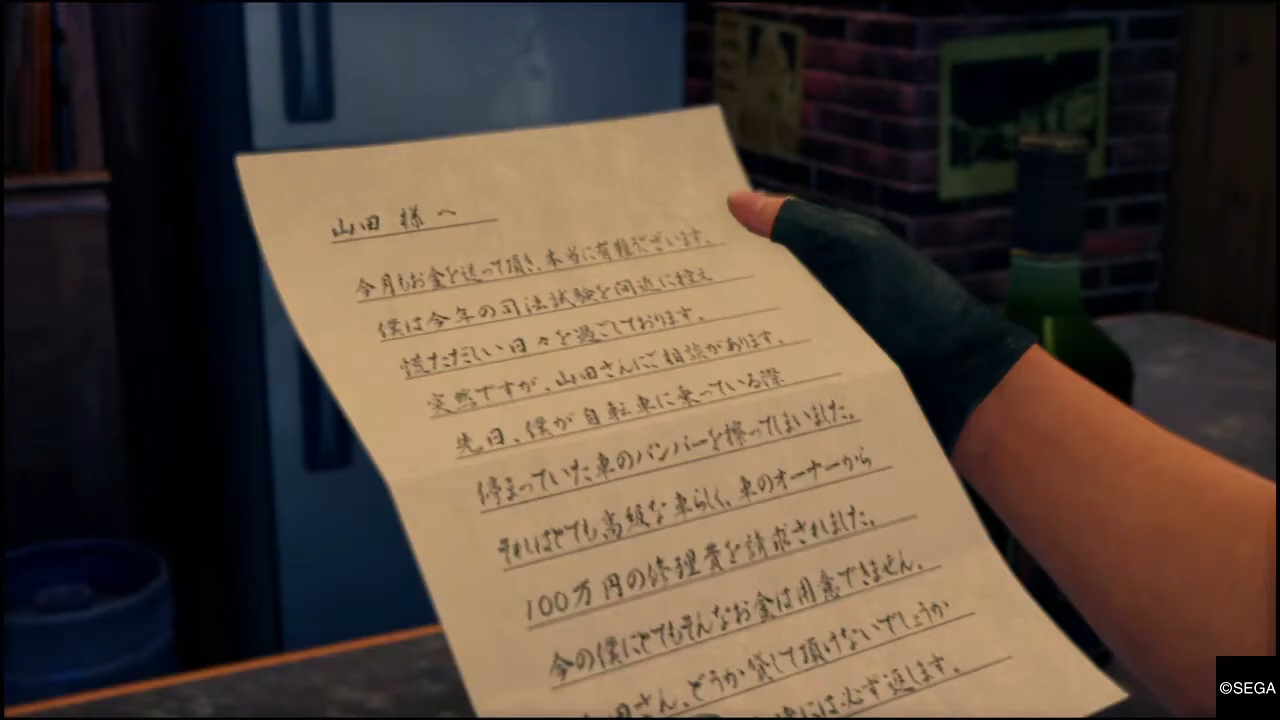 山田 様へ
今月もお金を送って頂き、本当に有難うございます。
僕は今年の司法試験を間近に控え
慌ただしい日々を過ごしております。
突然ですが、山田さんにご相談があります。
先日、僕が自転車に乗っている際
停まっていた車のバンパーを擦ってしまいました。
それはとても高級な車らしく、車のオーナーから
100万円の修理費を請求されました。
今の僕にとてもそんなお金は用意できません。
田さん、どうか貸して頂けないでしょうか
には必ず返します。
©SEGA